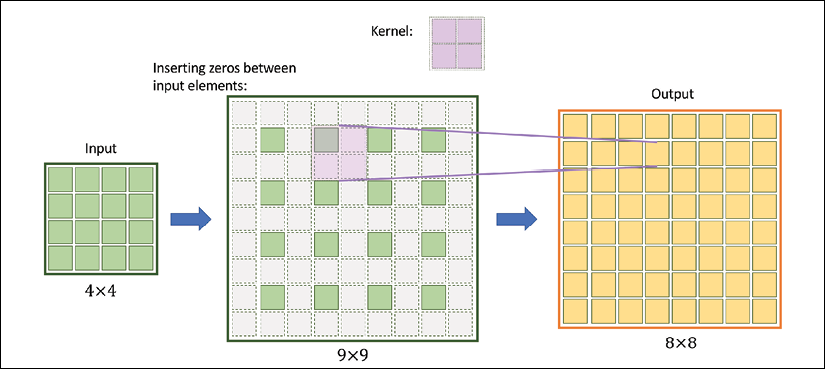 Kernel:
Inserting zeros between
input elements:
Output
Input
4×4
9×9
8×8